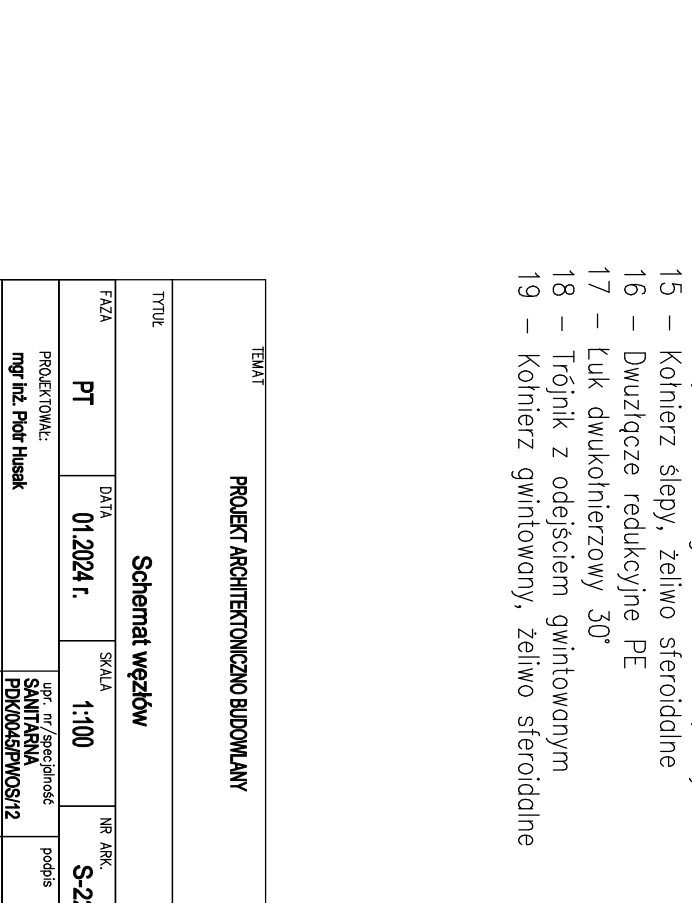 15 – Kołnierz ślepy, żeliwo sferoidalne
16 – Dwuzłącze redukcyjne PE
17 – Łuk dwukołnierzowy 30°
18 – Trójnik z odejściem gwintowanym
19 – Kołnierz gwintowany, żeliwo sferoidalne
TEMAT
PROJEKT ARCHITEKTONICZNO BUDOWLANY
TYTUŁ
Schemat węzłów
FAZA
PT
DATA
01.2024 r.
SKALA
1:100
NR ARK.
PROJEKTOWAŁ:
mgr inż. Piotr Husak
upr. nr/specjalność
SANITARNA
PDK/0045/PWOS/12
podpis